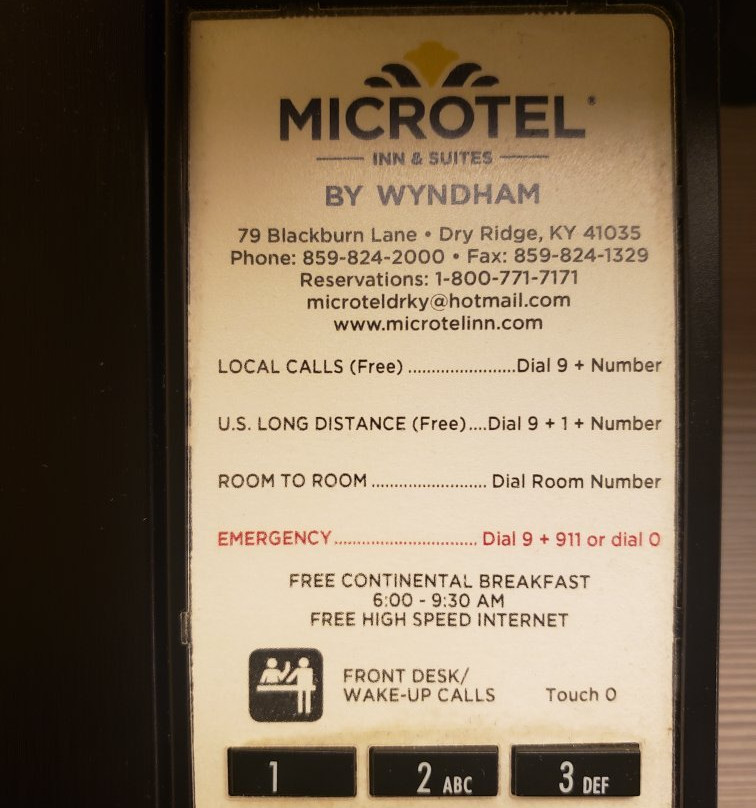 MICROTEL®
INN & SUITES
BY WYNDHAM
79 Blackburn Lane • Dry Ridge, KY 41035
Phone: 859-824-2000 • Fax: 859-824-1329
Reservations: 1-800-771-7171
microteldrky@hotmail.com
www.microtelinn.com
LOCAL CALLS (Free) ......................Dial 9 + Number
U.S. LONG DISTANCE (Free)....Dial 9 + 1 + Number
ROOM TO ROOM ........................ Dial Room Number
EMERGENCY.............................. Dial 9 + 911 or dial 0
FREE CONTINENTAL BREAKFAST
6:00 - 9:30 AM
FREE HIGH SPEED INTERNET
FRONT DESK/
WAKE-UP CALLS Touch 0
1 2 ABC 3 DEF